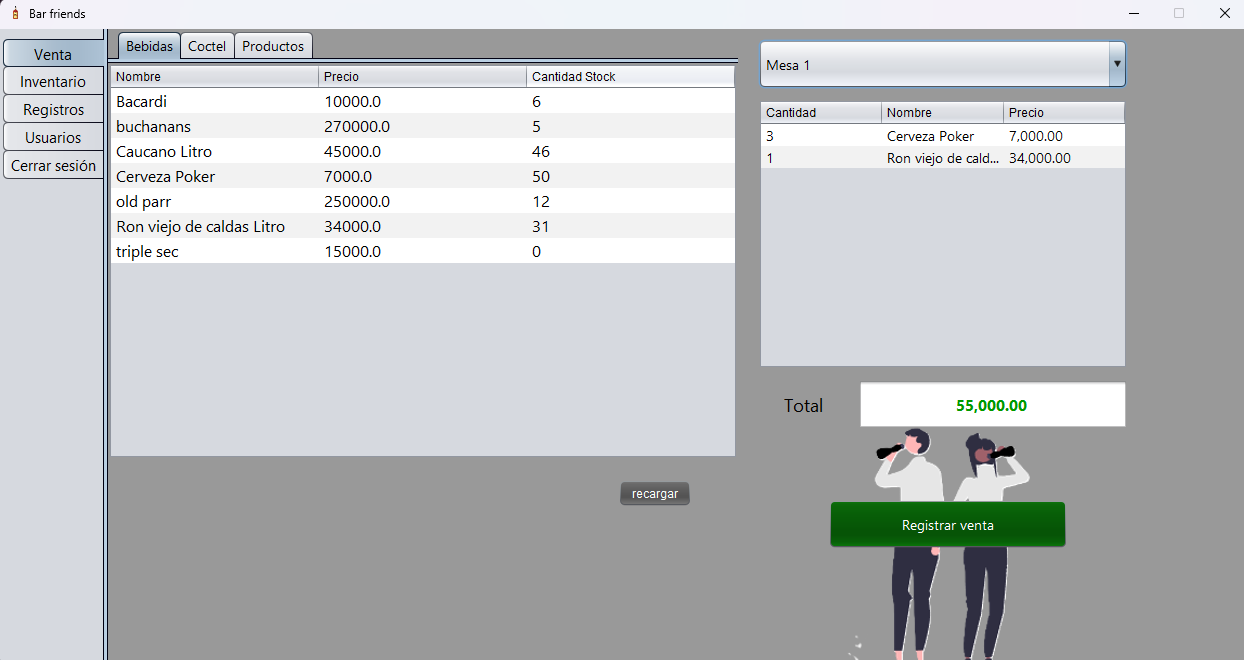 Bar friends
Venta
Inventario
Registros
Usuarios
Cerrar sesión
Bebidas Coctel Productos
Nombre Precio Cantidad Stock
Bacardi 10000.0 6
buchanans 270000.0 5
Caucano Litro 45000.0 46
Cerveza Poker 7000.0 50
old parr 250000.0 12
Ron viejo de caldas Litro 34000.0 31
triple sec 15000.0 0
recargar
Mesa 1
Cantidad Nombre Precio
3 Cerveza Poker 7,000.00
1 Ron viejo de cald... 34,000.00
Total 55,000.00
Registrar venta